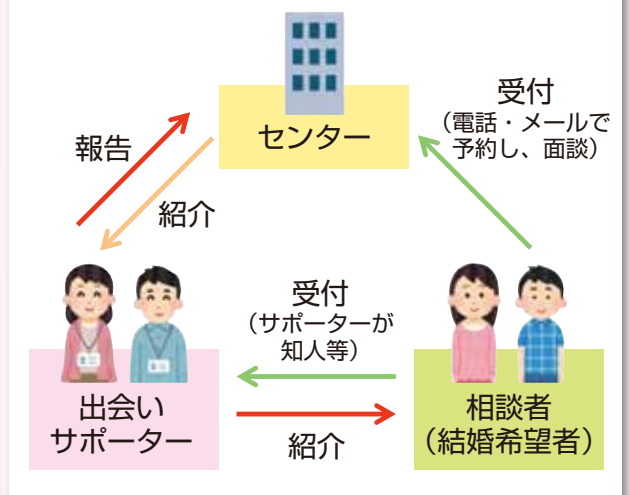 センター
受付
（電話・メールで
予約し、面談）
報告
紹介
受付
（サポーターが
知人等）
出会い
サポーター
紹介
相談者
（結婚希望者）